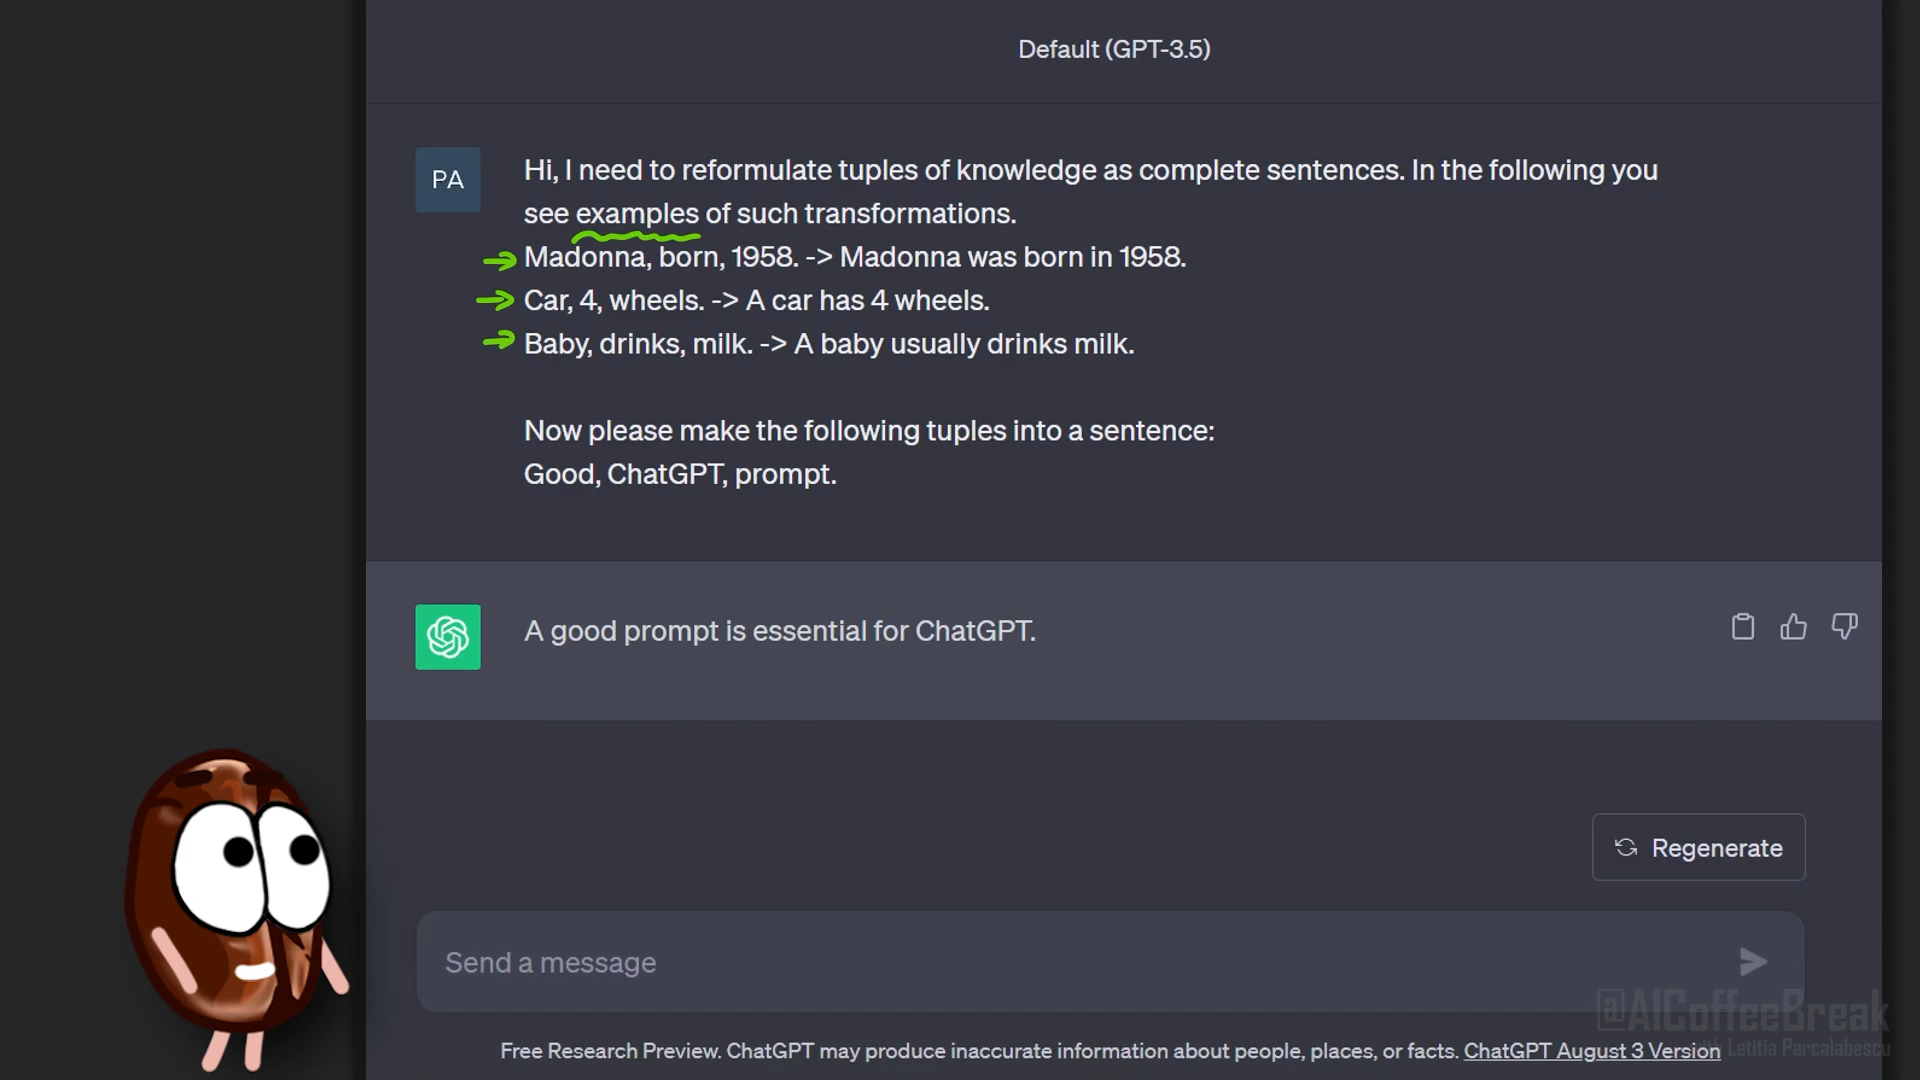 Default (GPT-3.5)
PA
Hi, I need to reformulate tuples of knowledge as complete sentences. In the following you
see examples of such transformations.
Madonna, born, 1958. -> Madonna was born in 1958.
Car, 4, wheels. -> A car has 4 wheels.
Baby, drinks, milk. -> A baby usually drinks milk.
Now please make the following tuples into a sentence:
Good, ChatGPT, prompt.
A good prompt is essential for ChatGPT.
Regenerate
Send a message
@AICoffeeBreak
with Letitia Parcalabescu
Free Research Preview. ChatGPT may produce inaccurate information about people, places, or facts. ChatGPT August 3 Version